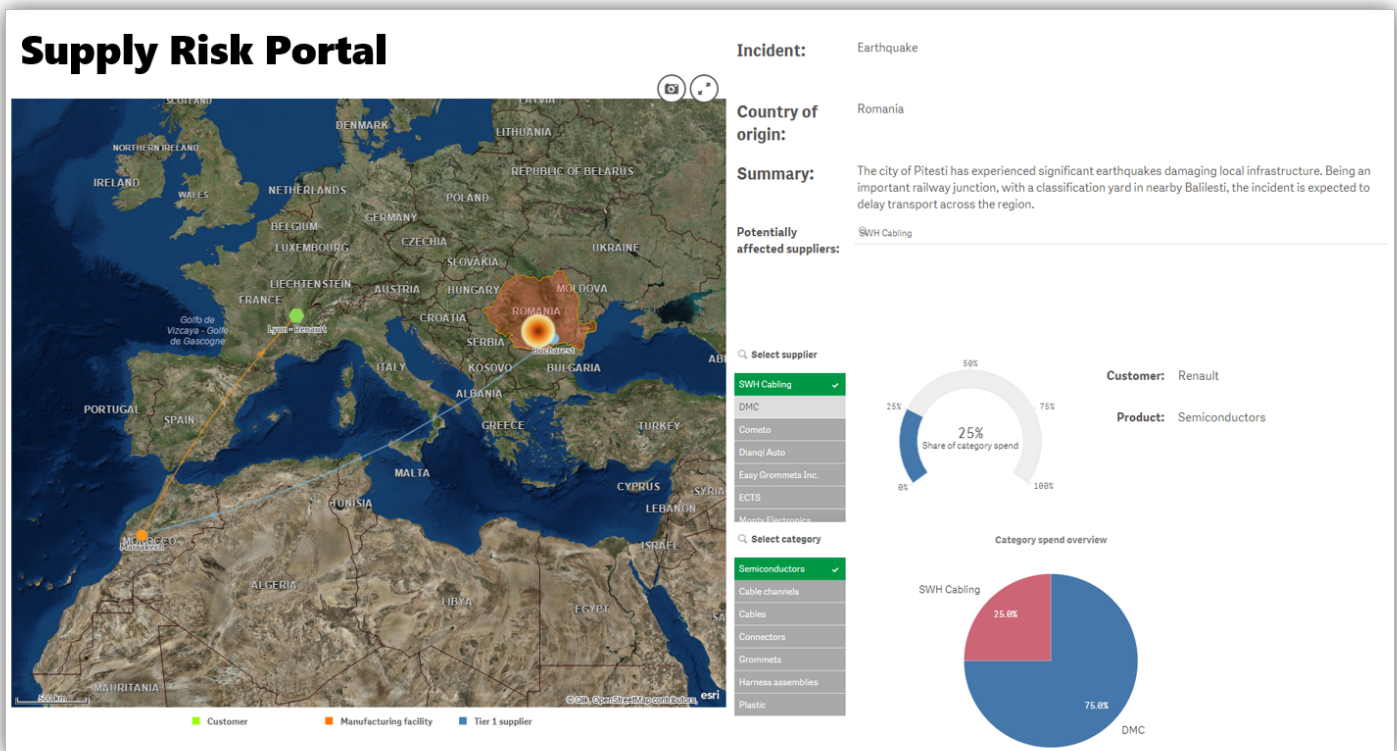 Supply Risk Portal
SCOTLAND
LATVIA
DENMARK
LITHUANIA
NORTHERN IRELAND
REPUBLIC OF BELARUS
IRELAND
WALES
NETHERLANDS
POLAND
GERMANY
BELGIUM
CZECHIA
LUXEMBOURG
UKRAINE
SLOVAKIA
LIECHTENSTEIN
AUSTRIA
HUNGARY
MOLDOVA
FRANCE
ROMANIA
CROATIA
Golfo de
Vizcaya - Golfe
de Gascogne
Lyon - Renault
SERBIA
Bucharest
ITALY
KOSOVO
BULGARIA
ALBANIA
PORTUGAL
SPAIN
GREECE
TURKEY
MALTA
CYPRUS
SYRIA
TUNISIA
LEBANON
MOROCCO
Marrakesh
ISRAEL
ALGERIA
LIBYA
EGYPT
MAURITANIA
500 km
© Qlik, OpenStreetMap contributors,
esri
Customer
Manufacturing facility
Tier 1 supplier
Incident:
Earthquake
Country of
origin:
Romania
Summary:
The city of Pitesti has experienced significant earthquakes damaging local infrastructure. Being an
important railway junction, with a classification yard in nearby Balilesti, the incident is expected to
delay transport across the region.
Potentially
affected suppliers:
SWH Cabling
Select supplier
SWH Cabling
DMC
Cometo
Dianqi Auto
Easy Grommets Inc.
ECTS
Monty Electronics
50%
25%
75%
25%
Share of category spend
0%
100%
Customer: Renault
Product: Semiconductors
Select category
Semiconductors
Cable channels
Cables
Connectors
Grommets
Harness assemblies
Plastic
Category spend overview
SWH Cabling
25.0%
75.0%
DMC